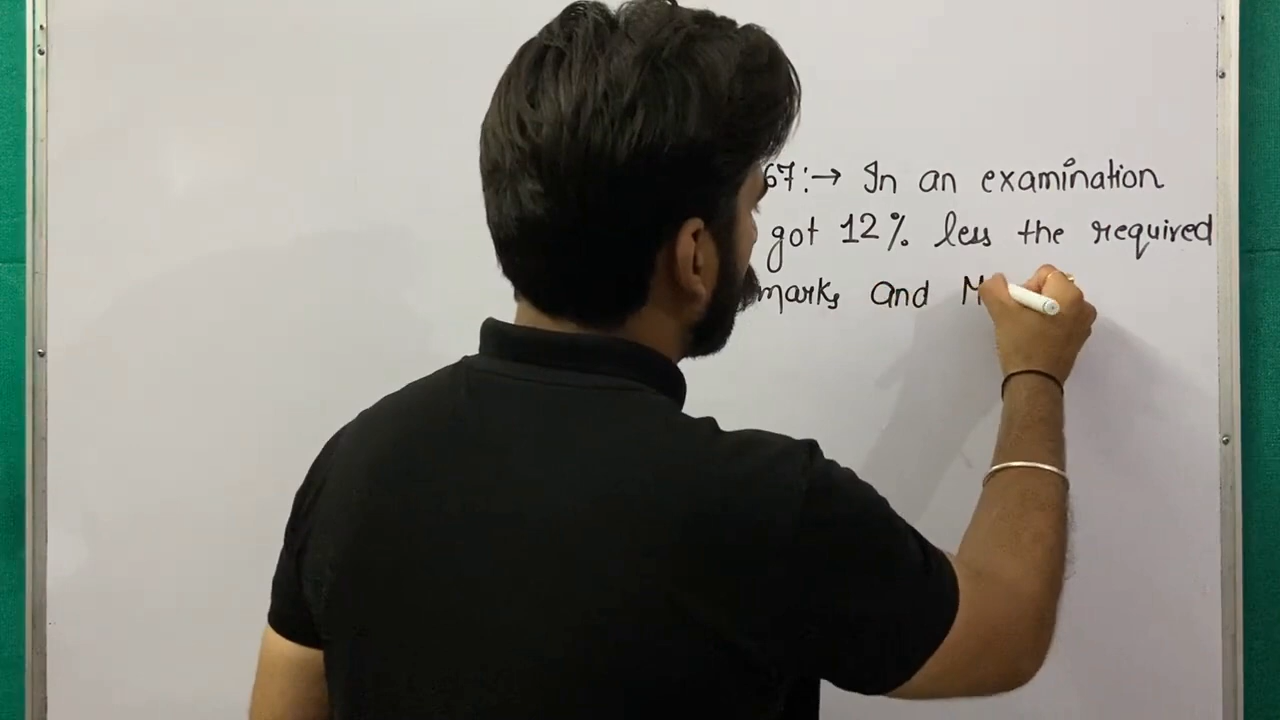 67:→ In an examination
got 12% less the required
marks and M